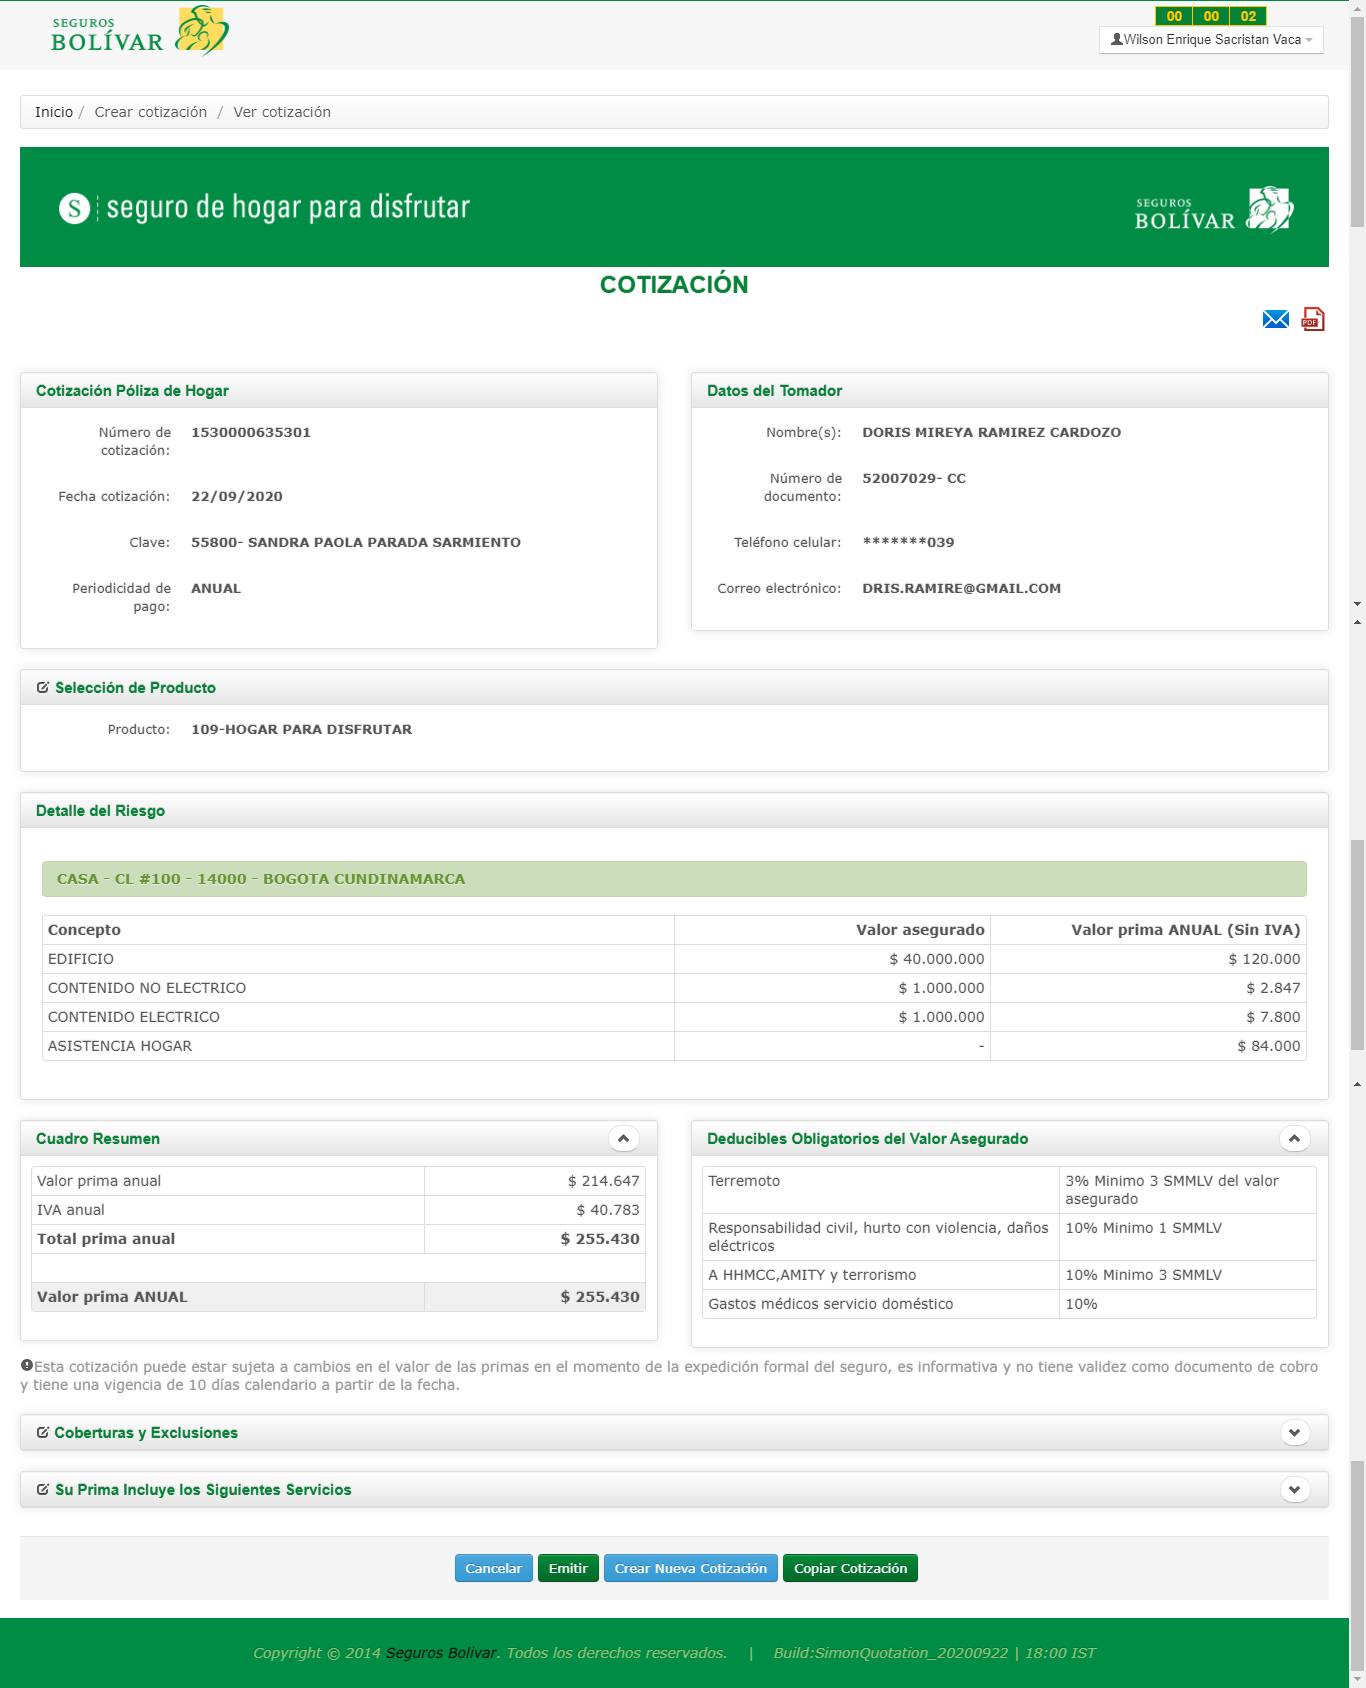 SEGUROS
BOLÍVAR
00 00 02
Wilson Enrique Sacristan Vaca
Inicio / Crear cotización / Ver cotización
S seguro de hogar para disfrutar
SEGUROS
BOLÍVAR
COTIZACIÓN
PDF
Cotización Póliza de Hogar
Número de cotización: 1530000635301
Fecha cotización: 22/09/2020
Clave: 55800- SANDRA PAOLA PARADA SARMIENTO
Periodicidad de pago: ANUAL
Datos del Tomador
Nombre(s): DORIS MIREYA RAMIREZ CARDOZO
Número de documento: 52007029- CC
Teléfono celular: *******039
Correo electrónico: DRIS.RAMIRE@GMAIL.COM
Selección de Producto
Producto: 109-HOGAR PARA DISFRUTAR
Detalle del Riesgo
CASA - CL #100 - 14000 - BOGOTA CUNDINAMARCA
Concepto Valor asegurado Valor prima ANUAL (Sin IVA)
EDIFICIO $ 40.000.000 $ 120.000
CONTENIDO NO ELECTRICO $ 1.000.000 $ 2.847
CONTENIDO ELECTRICO $ 1.000.000 $ 7.800
ASISTENCIA HOGAR - $ 84.000
Cuadro Resumen
Valor prima anual $ 214.647
IVA anual $ 40.783
Total prima anual $ 255.430
Valor prima ANUAL $ 255.430
Deducibles Obligatorios del Valor Asegurado
Terremoto 3% Minimo 3 SMMLV del valor asegurado
Responsabilidad civil, hurto con violencia, daños eléctricos 10% Minimo 1 SMMLV
A HHMCC,AMITY y terrorismo 10% Minimo 3 SMMLV
Gastos médicos servicio doméstico 10%
Esta cotización puede estar sujeta a cambios en el valor de las primas en el momento de la expedición formal del seguro, es informativa y no tiene validez como documento de cobro
y tiene una vigencia de 10 días calendario a partir de la fecha.
Coberturas y Exclusiones
Su Prima Incluye los Siguientes Servicios
Cancelar Emitir Crear Nueva Cotización Copiar Cotización
Copyright © 2014 Seguros Bolivar. Todos los derechos reservados. | Build:SimonQuotation_20200922 | 18:00 IST